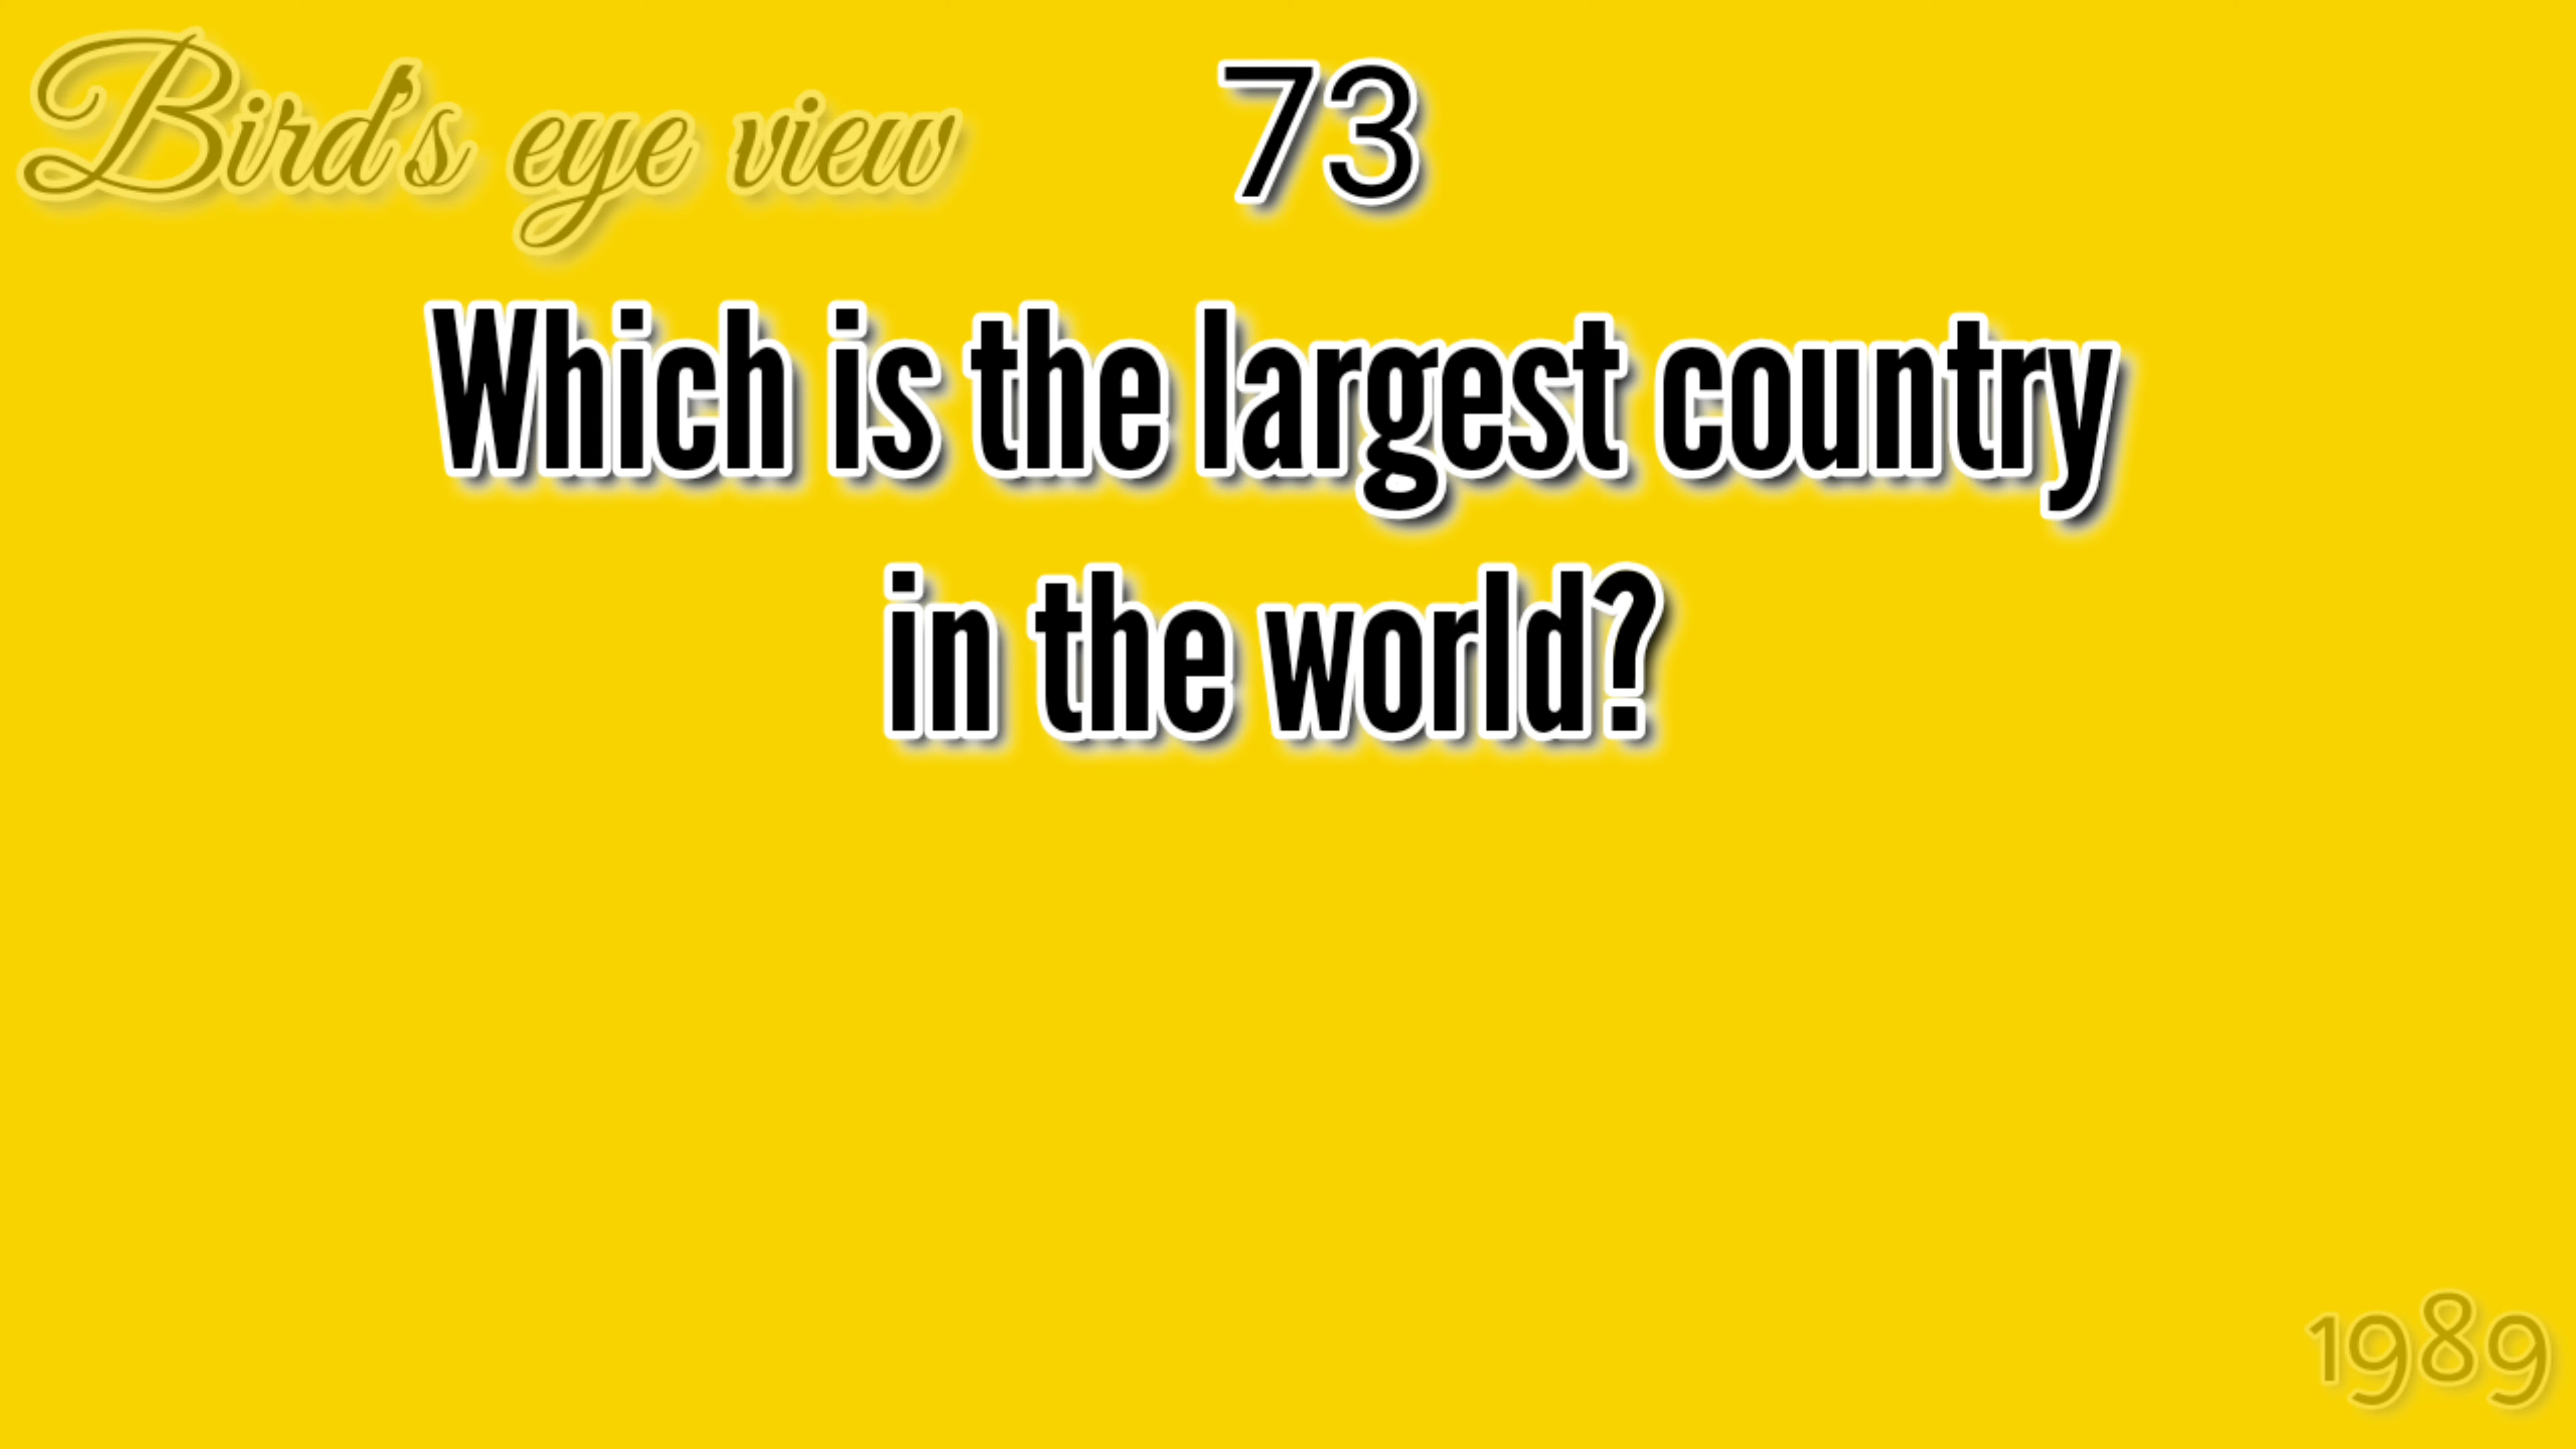 Bird's eye view
73
Which is the largest country
in the world?
1989